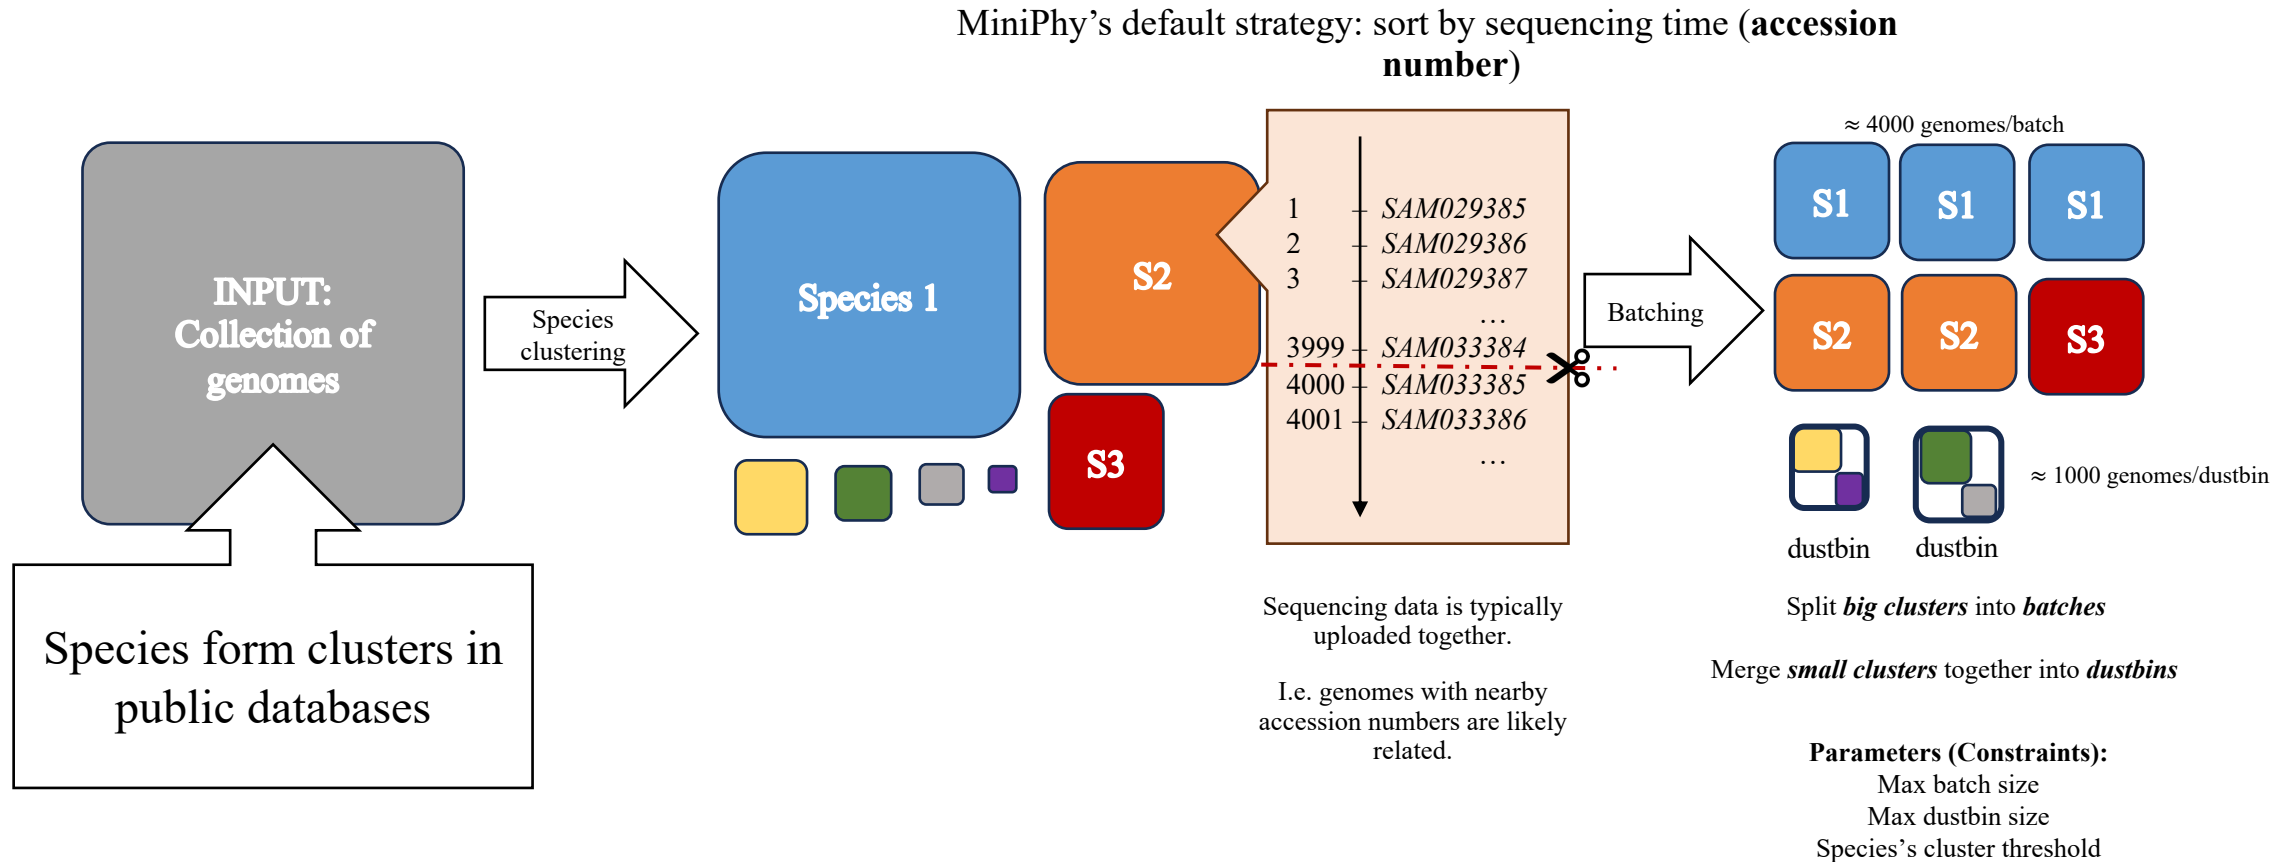 MiniPhy’s default strategy: sort by sequencing time (accession
number)
INPUT:
Collection of
genomes
Species form clusters in
public databases
Species
clustering
Species 1
S2
S3
1 – SAM029385
2 – SAM029386
3 – SAM029387
…
3999 – SAM033384
4000 – SAM033385
4001 – SAM033386
…
Sequencing data is typically
uploaded together.
I.e. genomes with nearby
accession numbers are likely
related.
Batching
≈ 4000 genomes/batch
S1 S1 S1
S2 S2 S3
≈ 1000 genomes/dustbin
dustbin dustbin
Split big clusters into batches
Merge small clusters together into dustbins
Parameters (Constraints):
Max batch size
Max dustbin size
Species’s cluster threshold